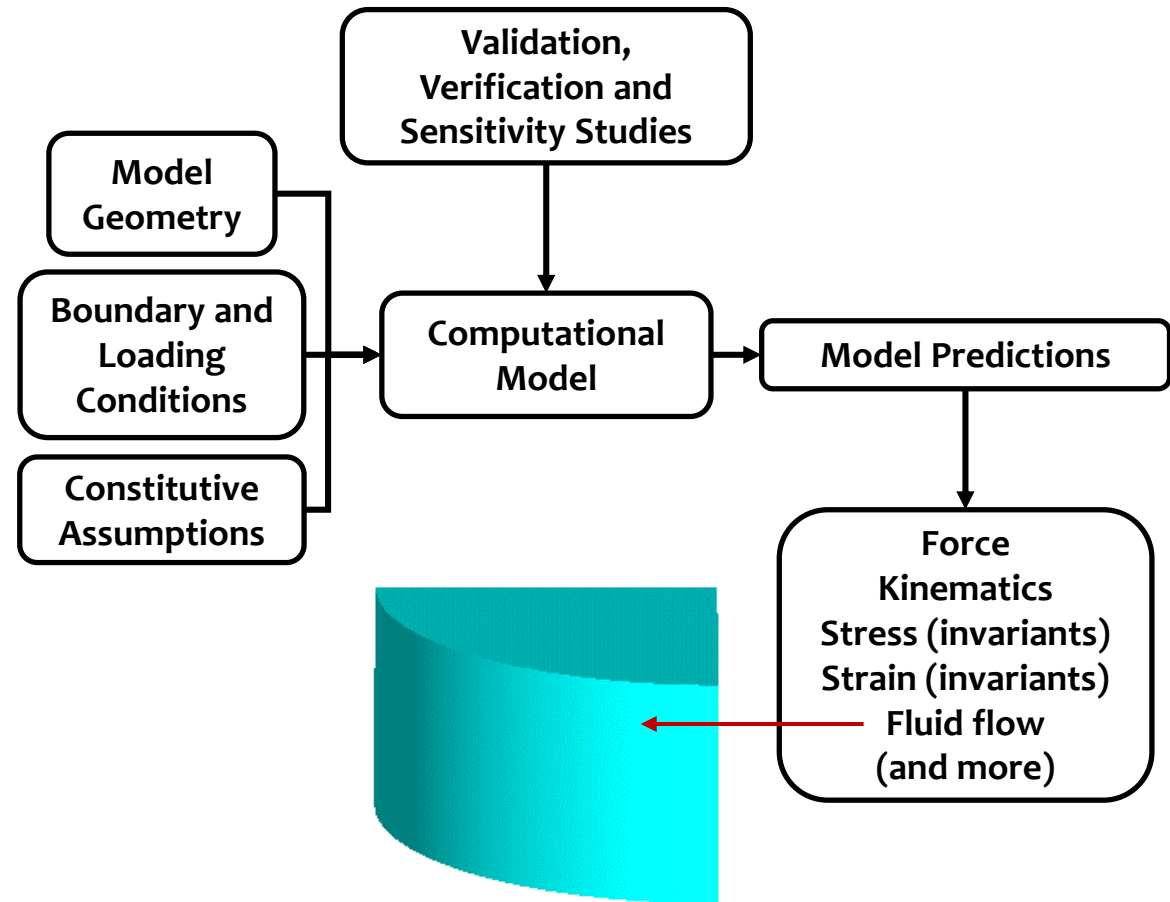 Validation,
Verification and
Sensitivity Studies
Model
Geometry
Boundary and
Loading
Conditions
Constitutive
Assumptions
Computational
Model
Model Predictions
Force
Kinematics
Stress (invariants)
Strain (invariants)
Fluid flow
(and more)